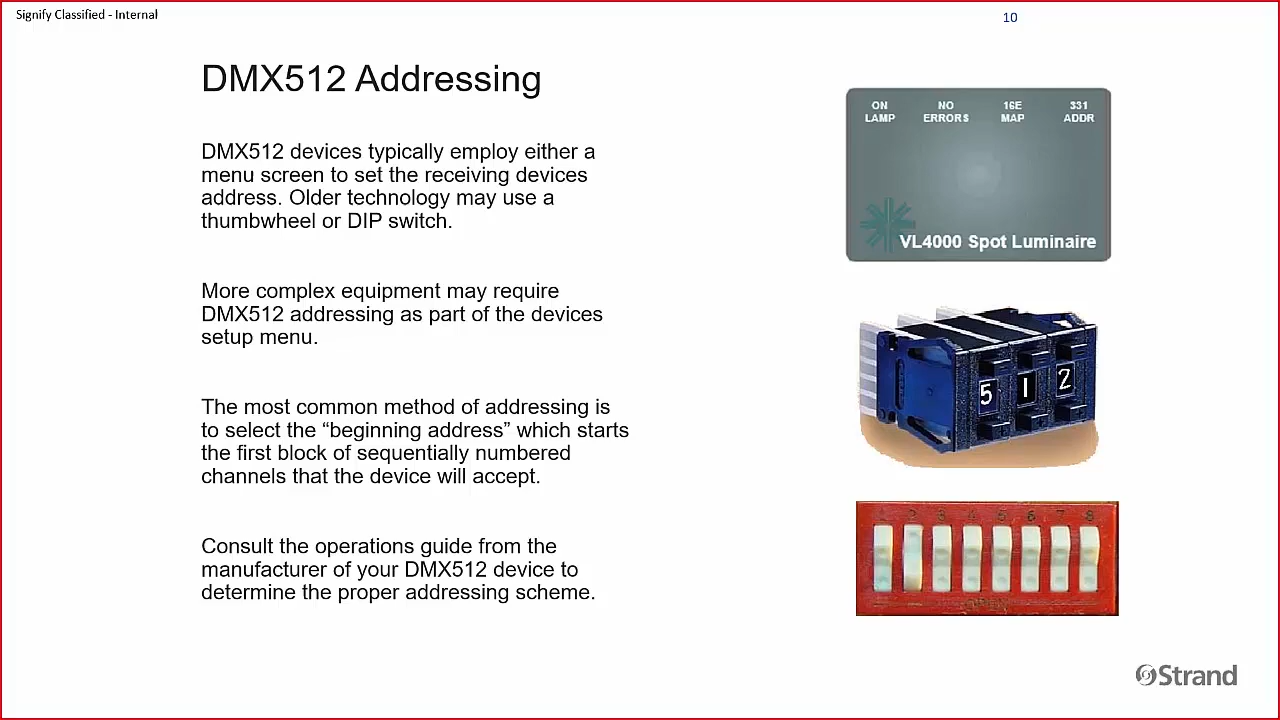 Signify Classified - Internal
10
DMX512 Addressing
DMX512 devices typically employ either a
menu screen to set the receiving devices
address. Older technology may use a
thumbwheel or DIP switch.
More complex equipment may require
DMX512 addressing as part of the devices
setup menu.
The most common method of addressing is
to select the “beginning address” which starts
the first block of sequentially numbered
channels that the device will accept.
Consult the operations guide from the
manufacturer of your DMX512 device to
determine the proper addressing scheme.
ON NO 16E 331
LAMP ERRORS MAP ADDR
VL4000 Spot Luminaire
5 1 2
1 2 3 4 5 6 7 8
Strand